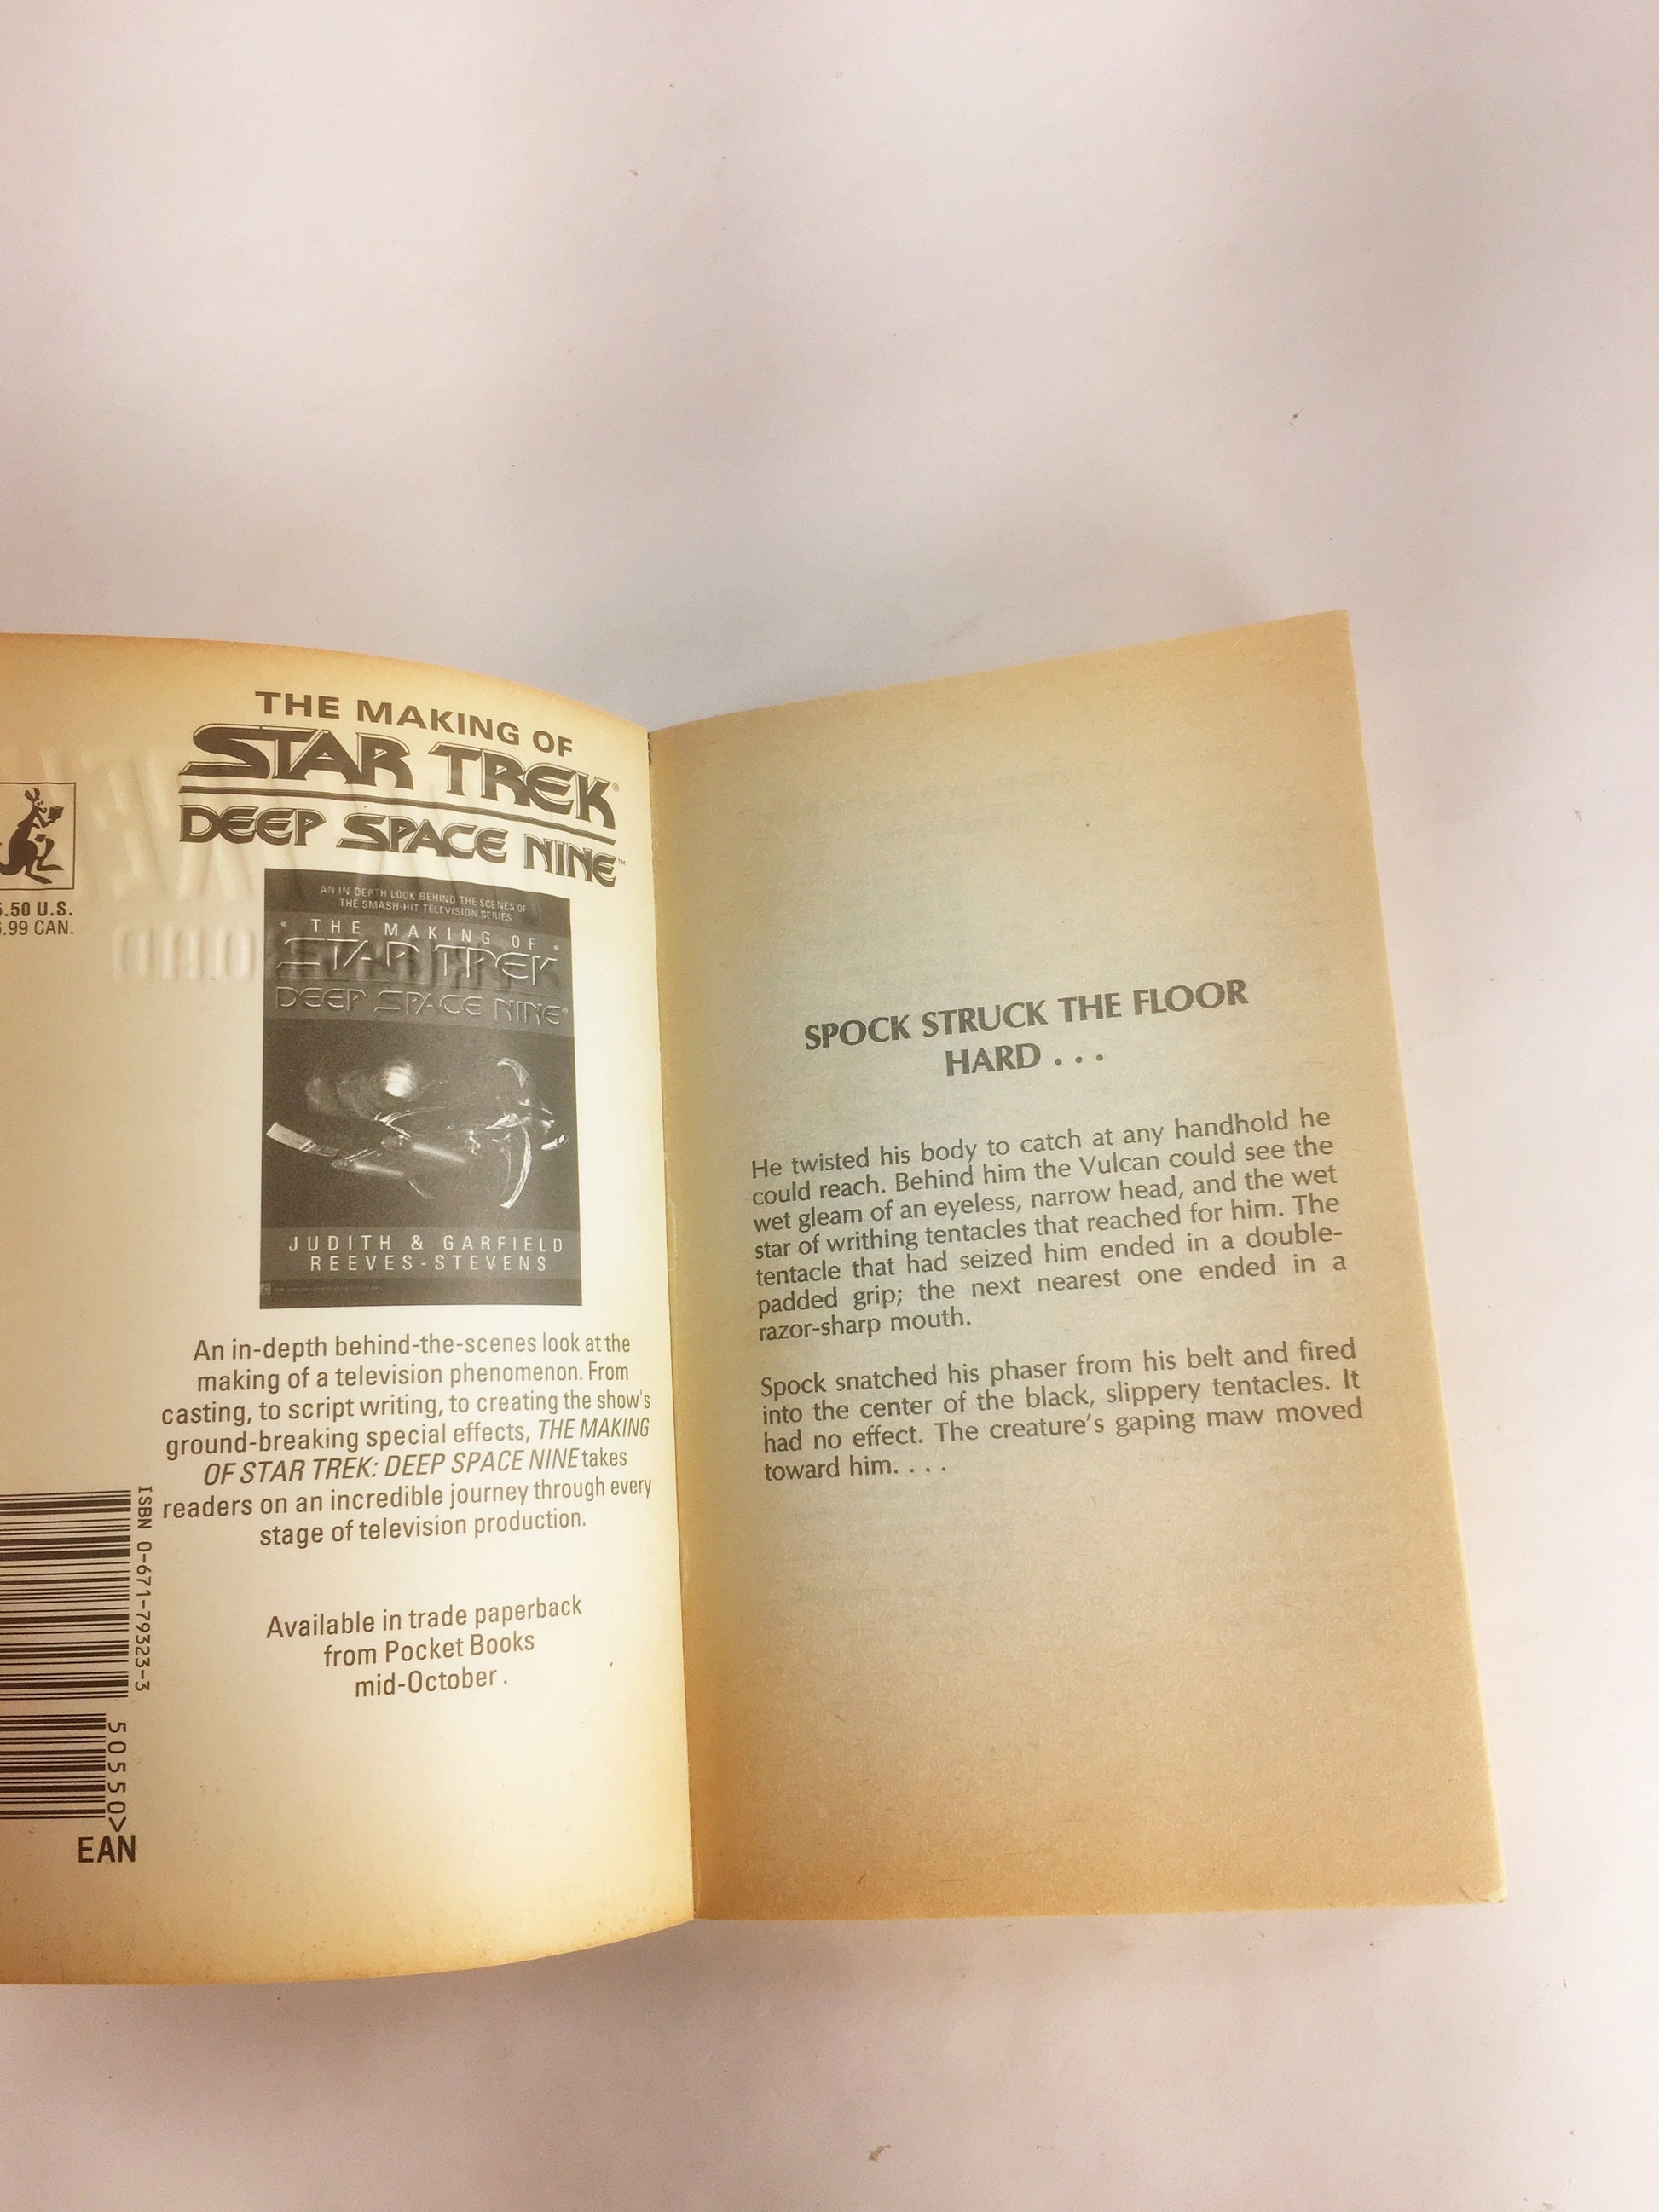 .50 U.S.
.99 CAN.
ISBN 0-671-79323-3
50550>
EAN
THE MAKING OF
STAR TREK®
DEEP SPACE NINE™
AN IN-DEPTH LOOK BEHIND THE SCENES OF
THE SMASH-HIT TELEVISION SERIES
THE MAKING OF
STAR TREK
DEEP SPACE NINE®
JUDITH & GARFIELD
REEVES-STEVENS
An in-depth behind-the-scenes look at the
making of a television phenomenon. From
casting, to script writing, to creating the show's
ground-breaking special effects, THE MAKING
OF STAR TREK: DEEP SPACE NINE takes
readers on an incredible journey through every
stage of television production.
Available in trade paperback
from Pocket Books
mid-October.
SPOCK STRUCK THE FLOOR
HARD . . .
He twisted his body to catch at any handhold he
could reach. Behind him the Vulcan could see the
wet gleam of an eyeless, narrow head, and the wet
star of writhing tentacles that reached for him. The
tentacle that had seized him ended in a double-
padded grip; the next nearest one ended in a
razor-sharp mouth.
Spock snatched his phaser from his belt and fired
into the center of the black, slippery tentacles. It
had no effect. The creature's gaping maw moved
toward him. . . .